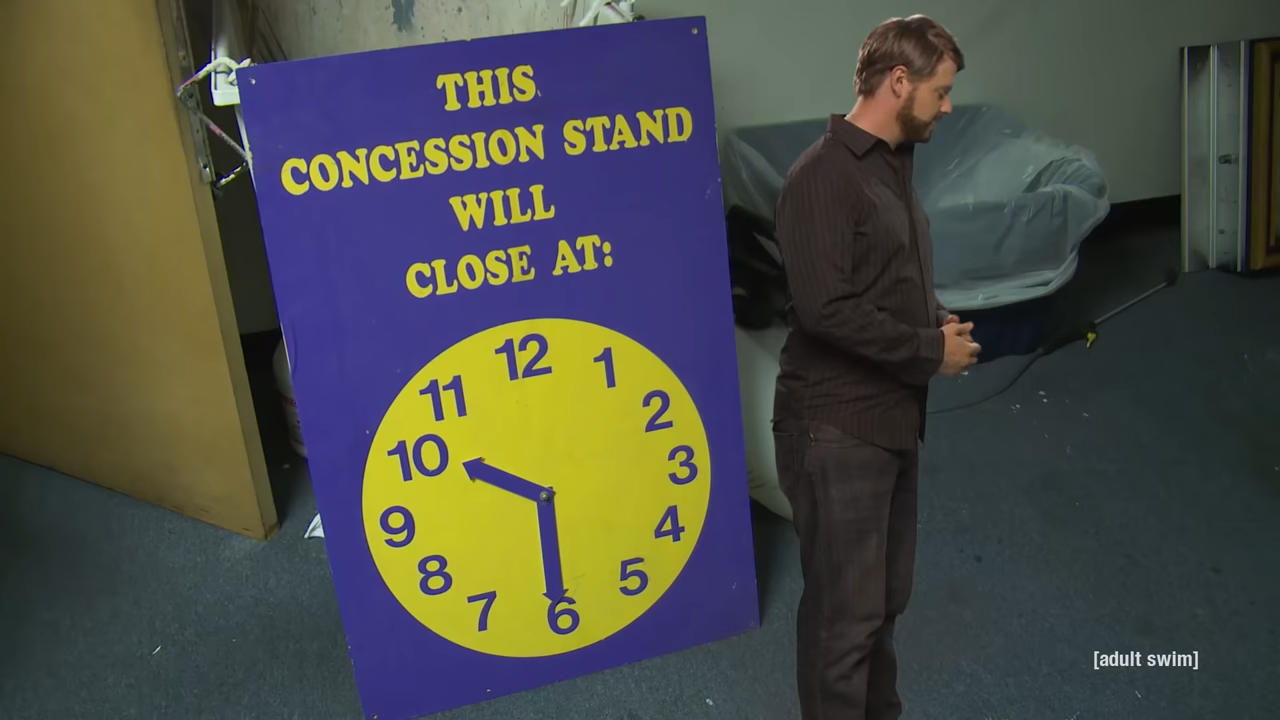 THIS
CONCESSION STAND
WILL
CLOSE AT:
12
11
1
10
2
9
3
8
4
7
5
6
[adult swim]